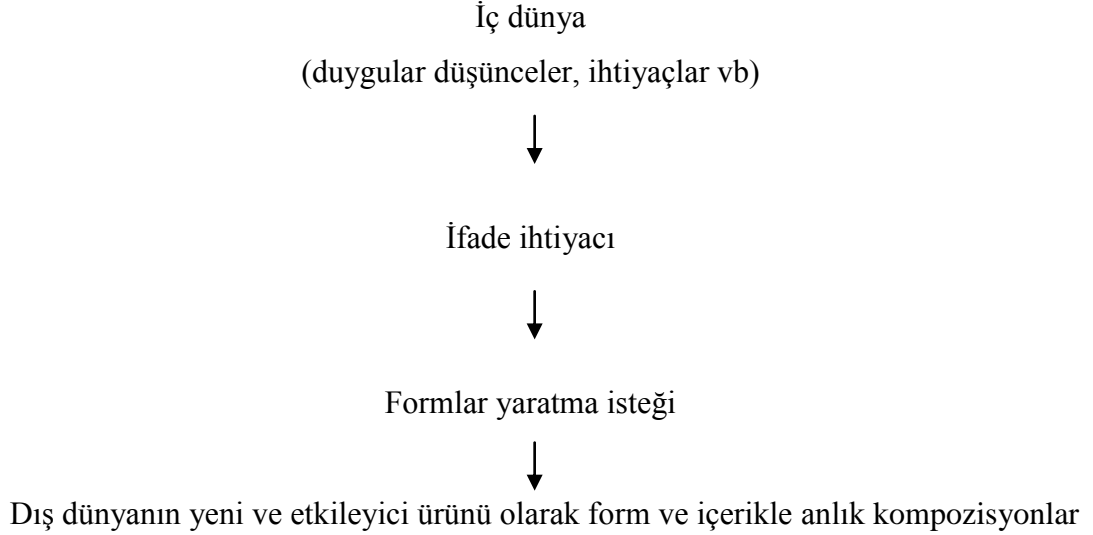 İç dünya
(duygular düşünceler, ihtiyaçlar vb)
İfade ihtiyacı
Formlar yaratma isteği
Dış dünyanın yeni ve etkileyici ürünü olarak form ve içerikle anlık kompozisyonlar